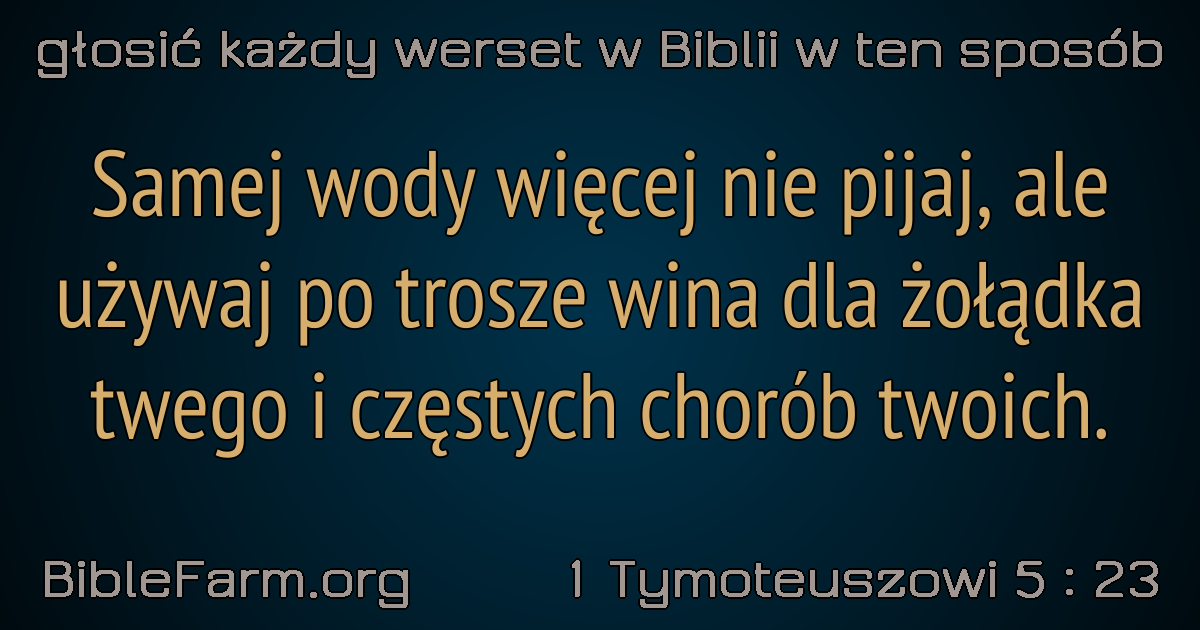 głosić każdy werset w Biblii w ten sposób
Samej wody więcej nie pijaj, ale
używaj po trosze wina dla żołądka
twego i częstych chorób twoich.
BibleFarm.org
1 Tymoteuszowi 5 : 23